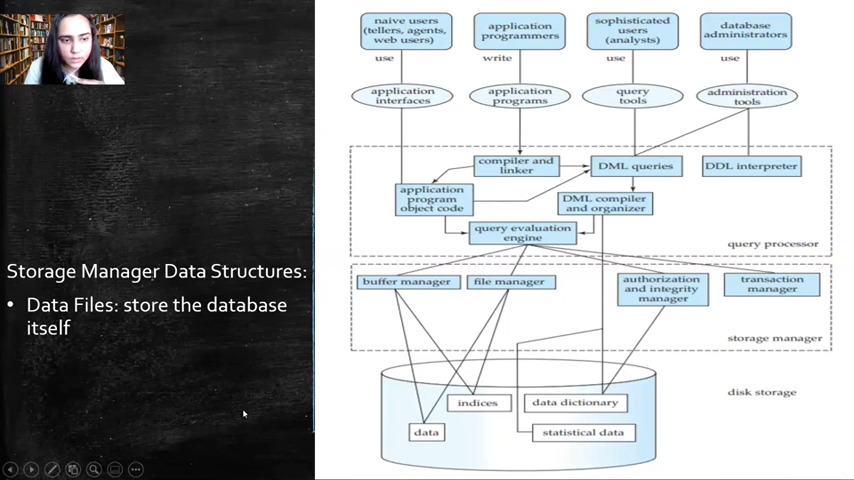 Storage Manager Data Structures:
• Data Files: store the database
itself
naive users
(tellers, agents,
web users)
application
programmers
sophisticated
users
(analysts)
database
administrators
use
write
use
use
application
interfaces
application
programs
query
tools
administration
tools
compiler and
linker
DML queries
DDL interpreter
application
program
object code
DML compiler
and organizer
query evaluation
engine
query processor
buffer manager
file manager
authorization
and integrity
manager
transaction
manager
storage manager
disk storage
indices
data dictionary
data
statistical data